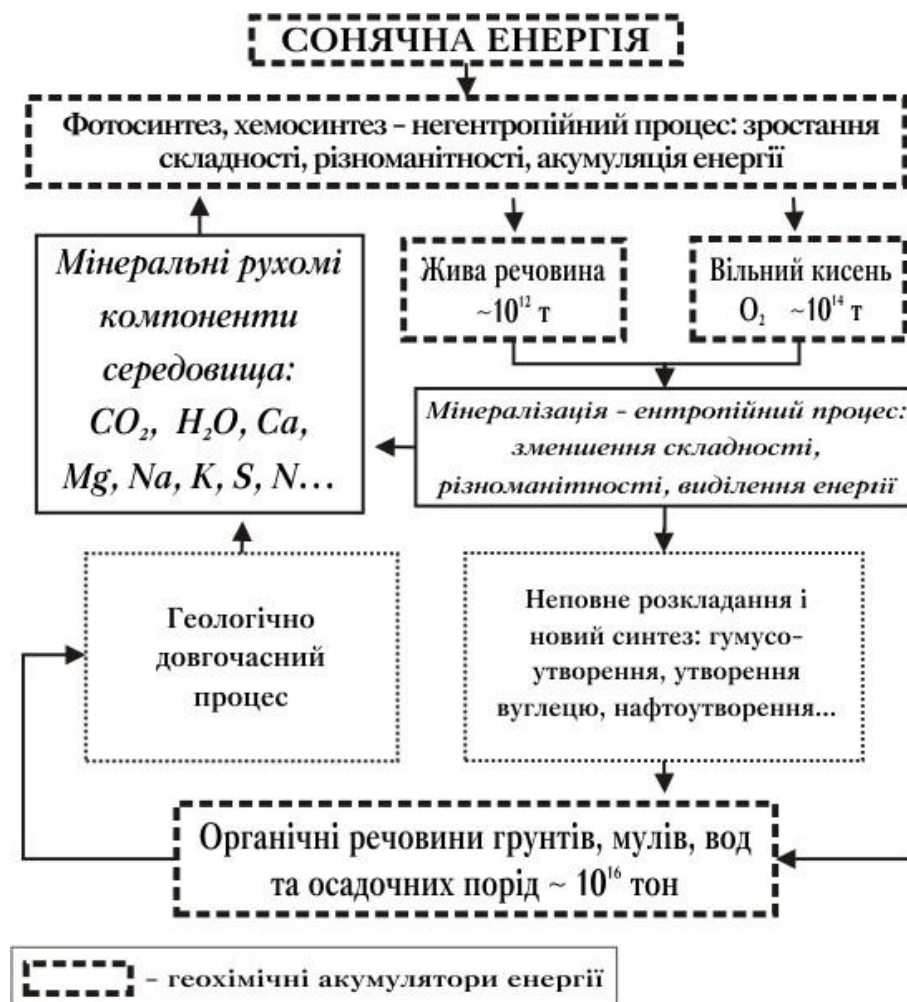 СОНЯЧНА ЕНЕРГІЯ
Фотосинтез, хемосинтез – негентропійний процес: зростання
складності, різноманітності, акумуляція енергії
Мінеральні рухомі
компоненти
середовища:
CO₂, H₂O, Ca,
Mg, Na, K, S, N...
Жива речовина
~10¹² т
Вільний кисень
O₂ ~10¹⁴ т
Мінералізація – ентропійний процес:
зменшення складності,
різноманітності, виділення енергії
Геологічно
довгочасний
процес
Неповне розкладання і
новий синтез: гумусо-
утворення, утворення
вуглецю, нафтоутворення...
Органічні речовини грунтів, мулів, вод
та осадочних порід ~ 10¹⁶ тон
– геохімічні акумулятори енергії